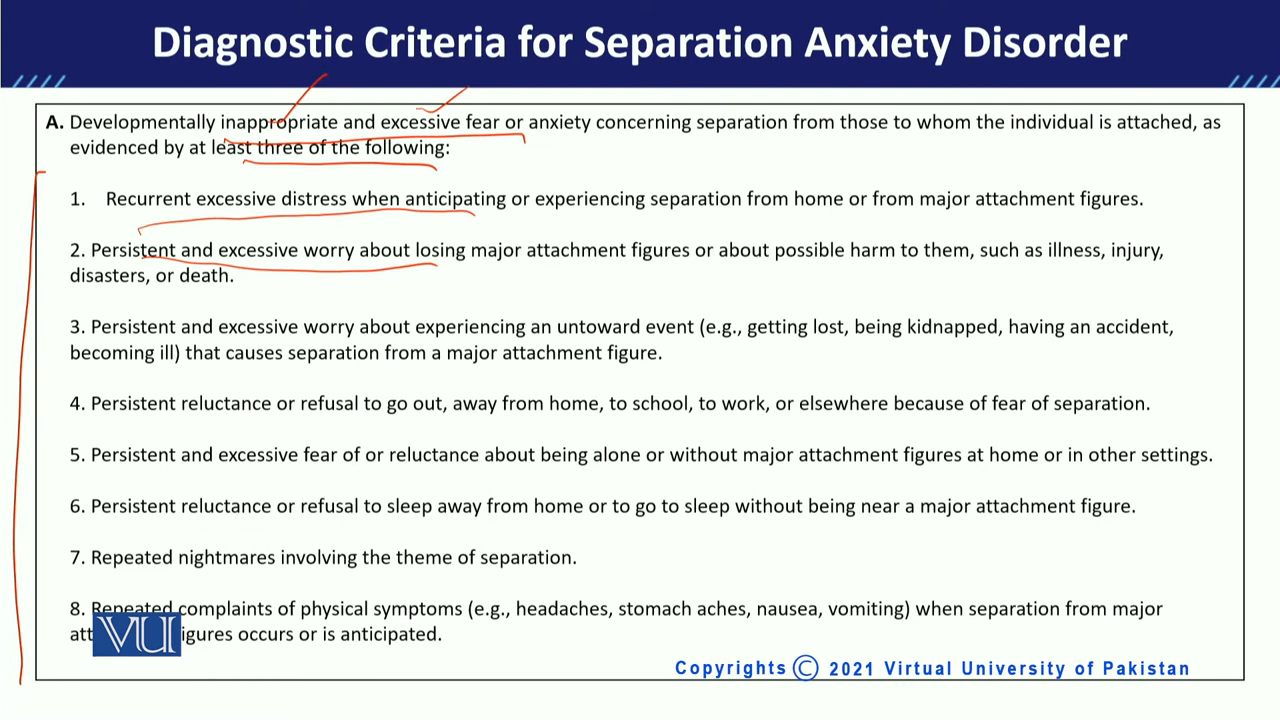 Diagnostic Criteria for Separation Anxiety Disorder
A. Developmentally inappropriate and excessive fear or anxiety concerning separation from those to whom the individual is attached, as
evidenced by at least three of the following:
1. Recurrent excessive distress when anticipating or experiencing separation from home or from major attachment figures.
2. Persistent and excessive worry about losing major attachment figures or about possible harm to them, such as illness, injury,
disasters, or death.
3. Persistent and excessive worry about experiencing an untoward event (e.g., getting lost, being kidnapped, having an accident,
becoming ill) that causes separation from a major attachment figure.
4. Persistent reluctance or refusal to go out, away from home, to school, to work, or elsewhere because of fear of separation.
5. Persistent and excessive fear of or reluctance about being alone or without major attachment figures at home or in other settings.
6. Persistent reluctance or refusal to sleep away from home or to go to sleep without being near a major attachment figure.
7. Repeated nightmares involving the theme of separation.
8. Repeated complaints of physical symptoms (e.g., headaches, stomach aches, nausea, vomiting) when separation from major
att igures occurs or is anticipated.
VU
Copyrights © 2021 Virtual University of Pakistan